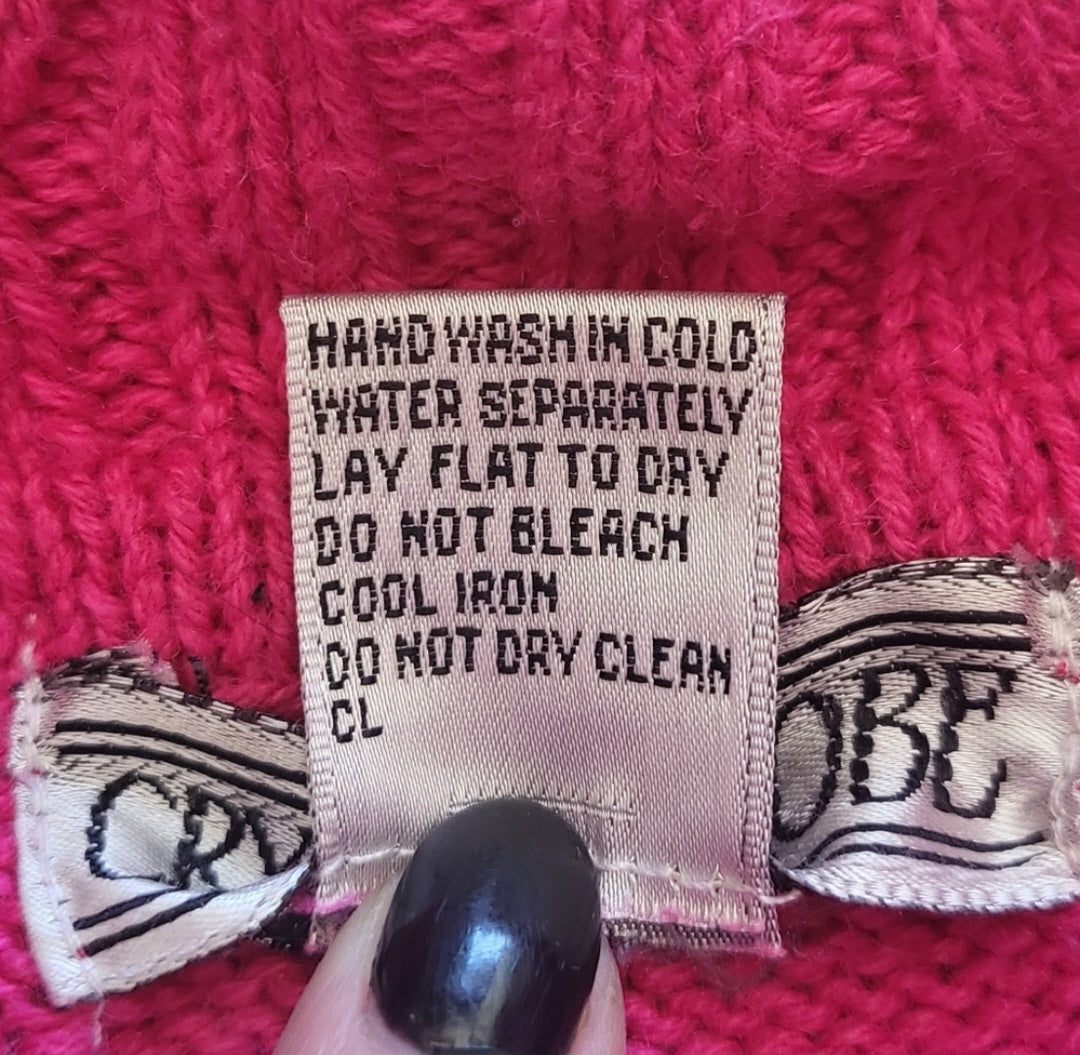 HAND WASH IN COLD
WATER SEPARATELY
LAY FLAT TO DRY
DO NOT BLEACH
COOL IRON
DO NOT DRY CLEAN
CL
OBE